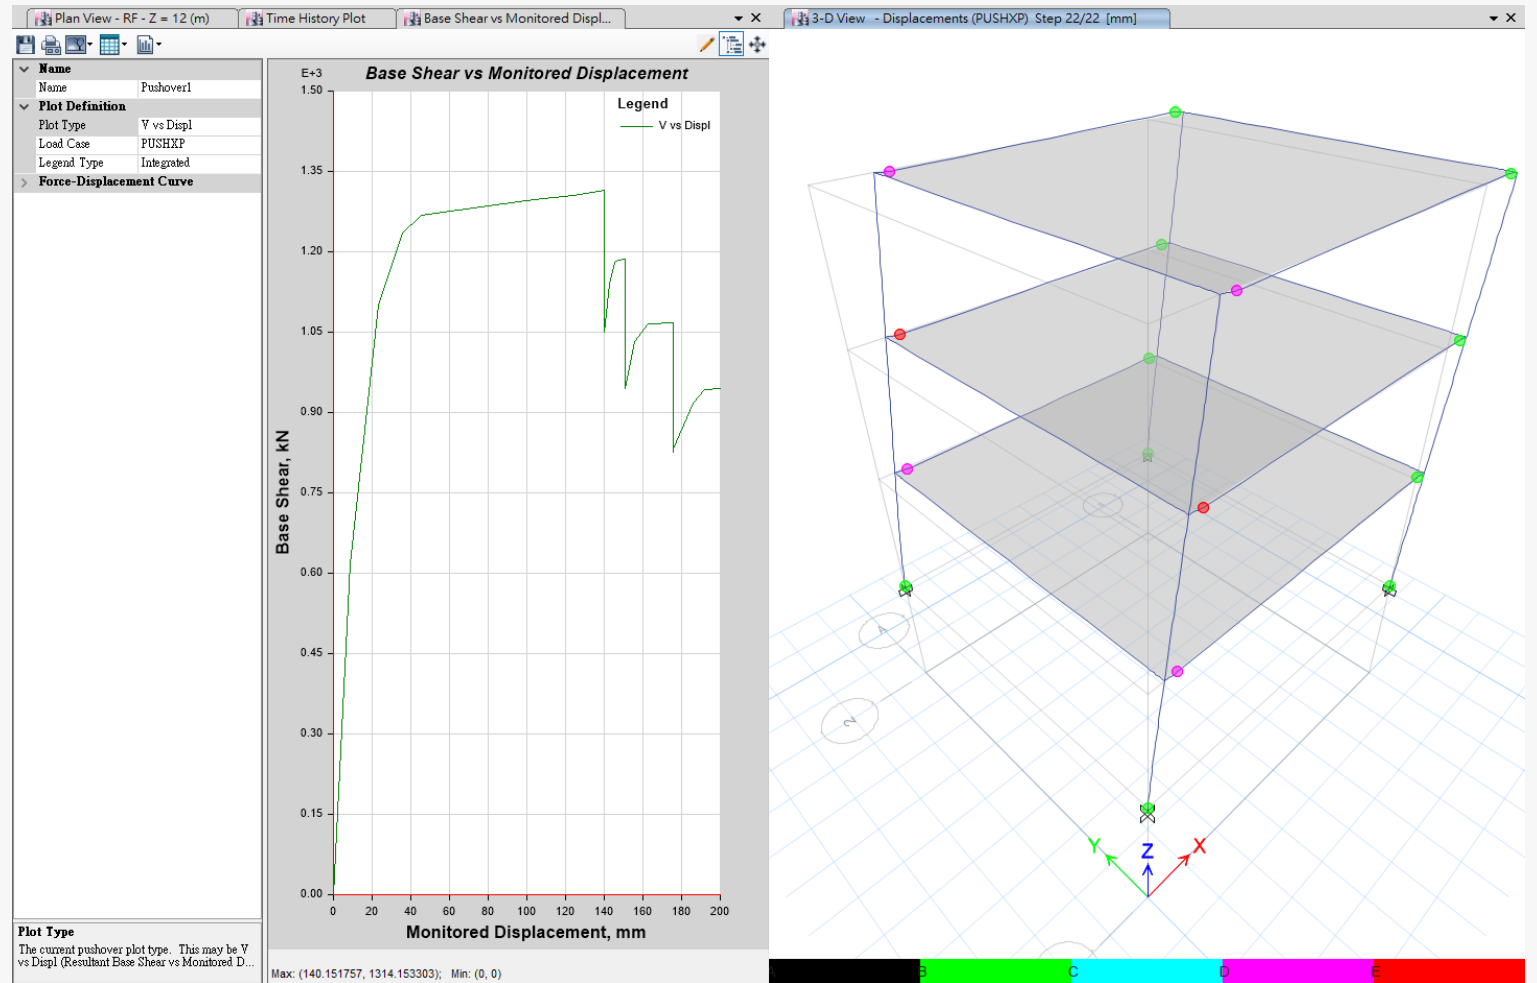 Plan View - RF - Z = 12 (m)
Time History Plot
Base Shear vs Monitored Displ...
3-D View - Displacements (PUSHXP) Step 22/22 [mm]
Name
Name Pushover1
Plot Definition
Plot Type V vs Displ
Load Case PUSHXP
Legend Type Integrated
Force-Displacement Curve
Plot Type
The current pushover plot type. This may be V
vs Displ (Resultant Base Shear vs Monitored D...
E+3
Base Shear vs Monitored Displacement
Legend
V vs Displ
1.50
1.35
1.20
1.05
0.90
0.75
0.60
0.45
0.30
0.15
0.00
Base Shear, kN
0 20 40 60 80 100 120 140 160 180 200
Monitored Displacement, mm
Max: (140.151757, 1314.153303); Min: (0, 0)
A
2
Y
Z
X
A B C D E